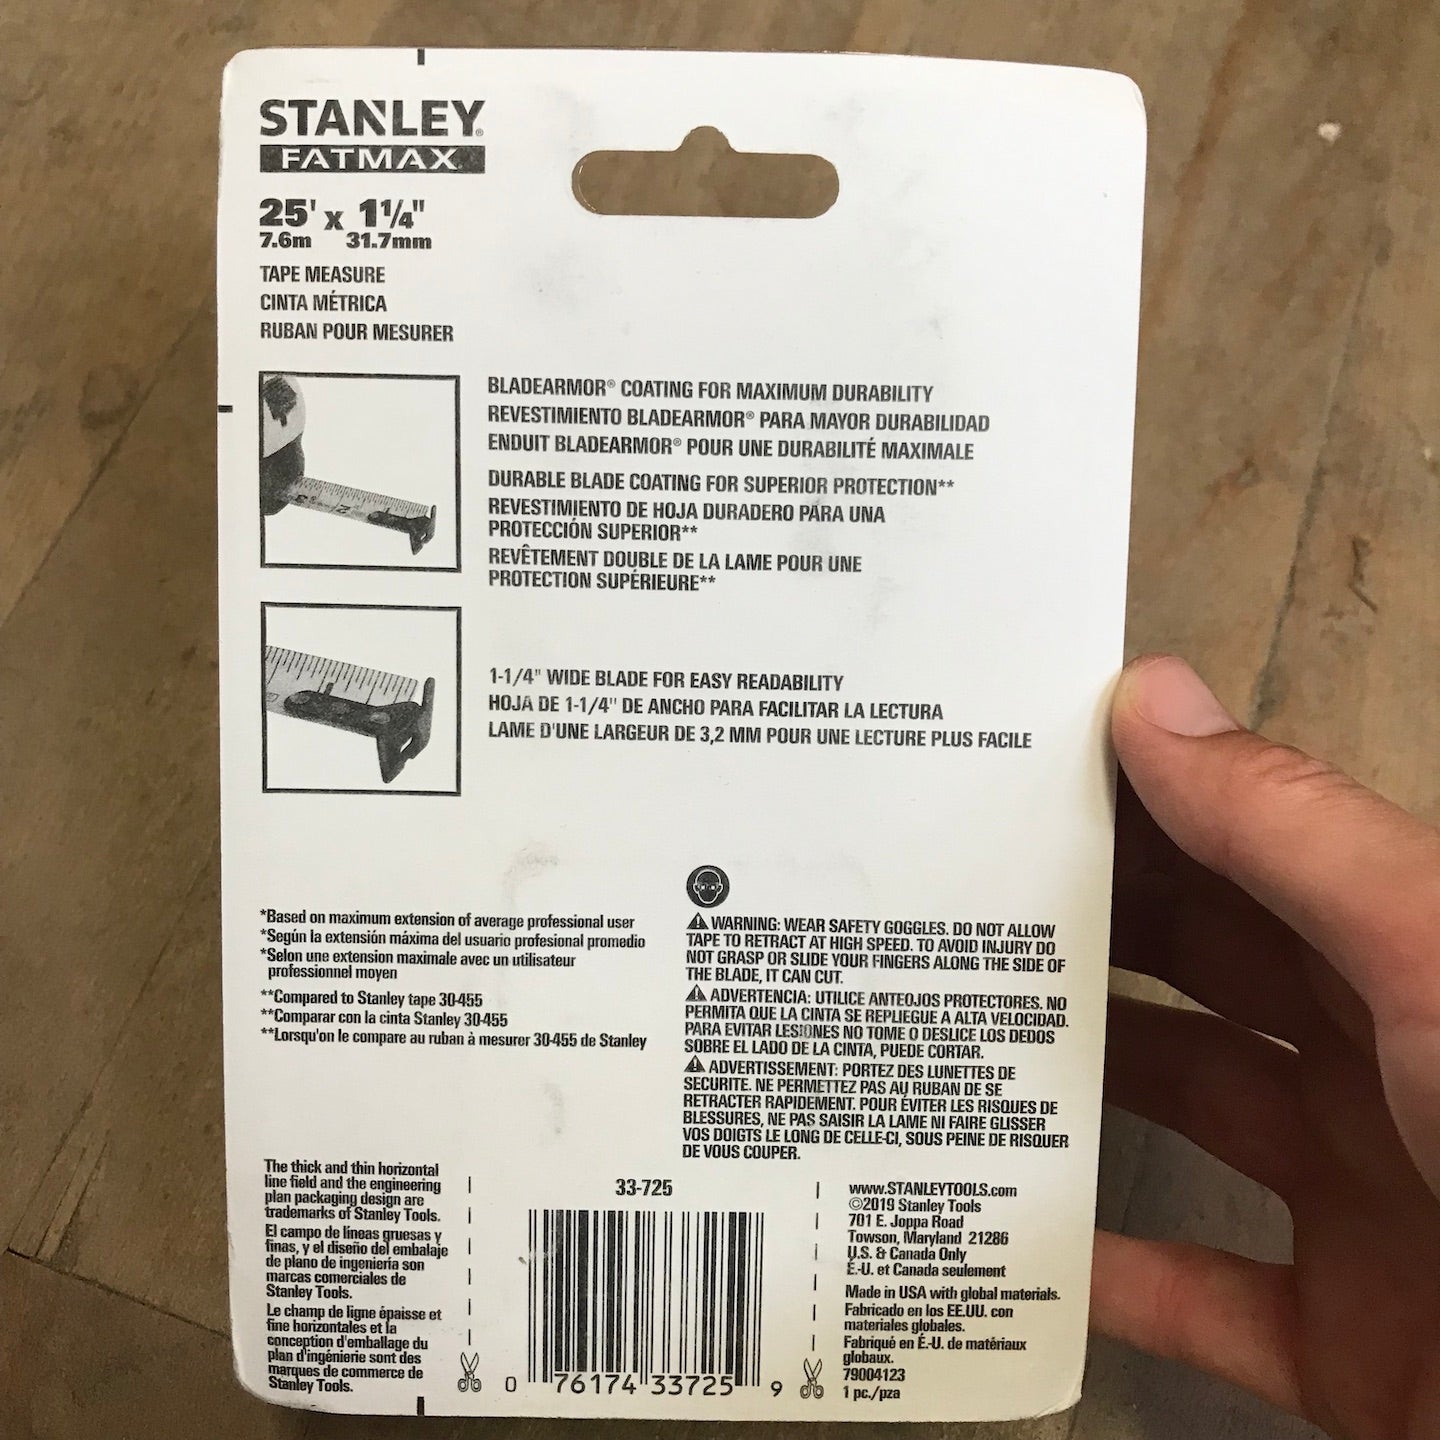 STANLEY®
FATMAX
25' x 1 1/4"
7.6m 31.7mm
TAPE MEASURE
CINTA MÉTRICA
RUBAN POUR MESURER
BLADEARMOR® COATING FOR MAXIMUM DURABILITY
REVESTIMIENTO BLADEARMOR® PARA MAYOR DURABILIDAD
ENDUIT BLADEARMOR® POUR UNE DURABILITÉ MAXIMALE
DURABLE BLADE COATING FOR SUPERIOR PROTECTION**
REVESTIMIENTO DE HOJA DURADERO PARA UNA
PROTECCIÓN SUPERIOR**
REVÊTEMENT DOUBLE DE LA LAME POUR UNE
PROTECTION SUPÉRIEURE**
1-1/4" WIDE BLADE FOR EASY READABILITY
HOJA DE 1-1/4" DE ANCHO PARA FACILITAR LA LECTURA
LAME D'UNE LARGEUR DE 3,2 MM POUR UNE LECTURE PLUS FACILE
*Based on maximum extension of average professional user
*Según la extensión máxima del usuario profesional promedio
*Selon une extension maximale avec un utilisateur
professionnel moyen
**Compared to Stanley tape 30-455
**Comparar con la cinta Stanley 30-455
**Lorsqu'on le compare au ruban à mesurer 30-455 de Stanley
WARNING: WEAR SAFETY GOGGLES. DO NOT ALLOW
TAPE TO RETRACT AT HIGH SPEED. TO AVOID INJURY DO
NOT GRASP OR SLIDE YOUR FINGERS ALONG THE SIDE OF
THE BLADE, IT CAN CUT.
ADVERTENCIA: UTILICE ANTEOJOS PROTECTORES. NO
PERMITA QUE LA CINTA SE REPLIEGUE A ALTA VELOCIDAD.
PARA EVITAR LESIONES NO TOME O DESLICE LOS DEDOS
SOBRE EL LADO DE LA CINTA, PUEDE CORTAR.
ADVERTISSEMENT: PORTEZ DES LUNETTES DE
SECURITE. NE PERMETTEZ PAS AU RUBAN DE SE
RETRACTER RAPIDEMENT. POUR ÉVITER LES RISQUES DE
BLESSURES, NE PAS SAISIR LA LAME NI FAIRE GLISSER
VOS DOIGTS LE LONG DE CELLE-CI, SOUS PEINE DE RISQUER
DE VOUS COUPER.
The thick and thin horizontal
line field and the engineering
plan packaging design are
trademarks of Stanley Tools.
El campo de líneas gruesas y
finas, y el diseño del embalaje
de plano de ingeniería son
marcas comerciales de
Stanley Tools.
Le champ de ligne épaisse et
fine horizontales et la
conception d'emballage du
plan d'ingénierie sont des
marques de commerce de
Stanley Tools.
33-725
0 76174 33725 9
www.STANLEYTOOLS.com
©2019 Stanley Tools
701 E. Joppa Road
Towson, Maryland 21286
U.S. & Canada Only
É.-U. et Canada seulement
Made in USA with global materials.
Fabricado en los EE.UU. con
materiales globales.
Fabriqué en É.-U. de matériaux
globaux.
79004123
1 pc./pza